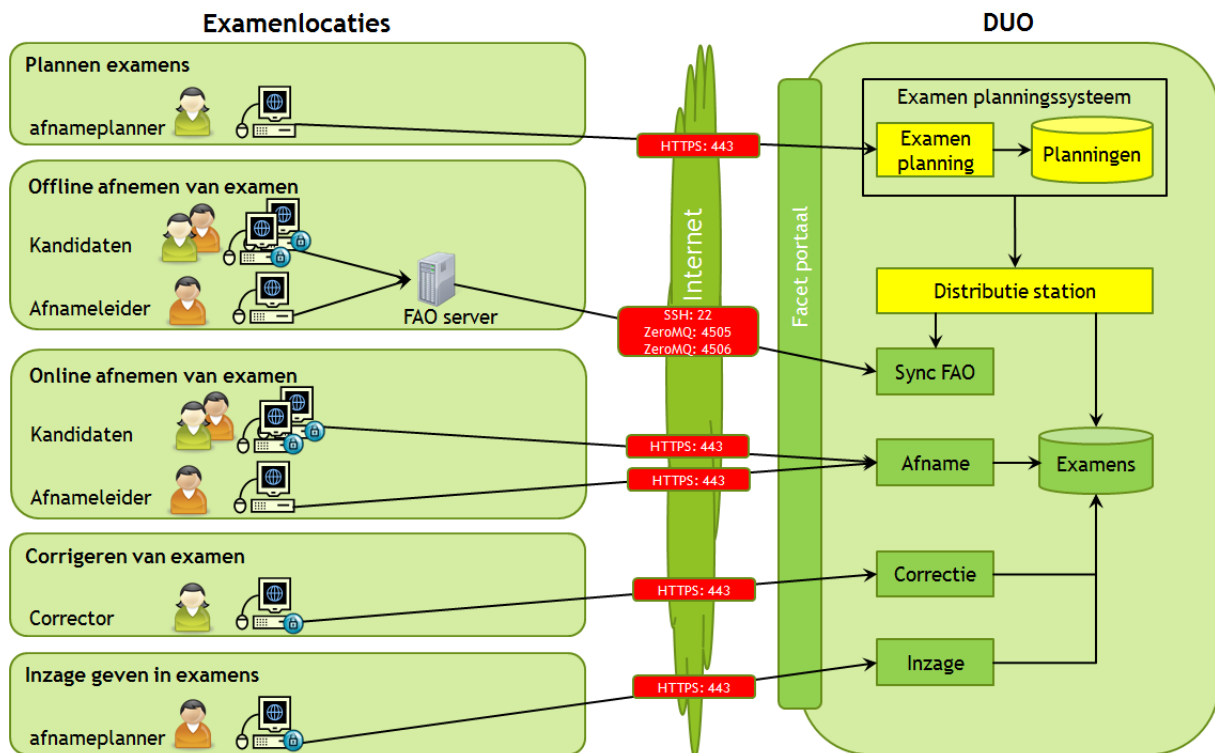 Examenlocaties
DUO
Plannen examens
afnameplanner
HTTPS: 443
Examen planningssysteem
Examen
planning
Planningen
Offline afnemen van examen
Kandidaten
Afnameleider
FAO server
SSH: 22
ZeroMQ: 4505
ZeroMQ: 4506
Internet
Facet portaal
Distributie station
Sync FAO
Online afnemen van examen
Kandidaten
Afnameleider
HTTPS: 443
HTTPS: 443
Afname
Examens
Corrigeren van examen
Corrector
HTTPS: 443
Correctie
Inzage geven in examens
afnameplanner
HTTPS: 443
Inzage